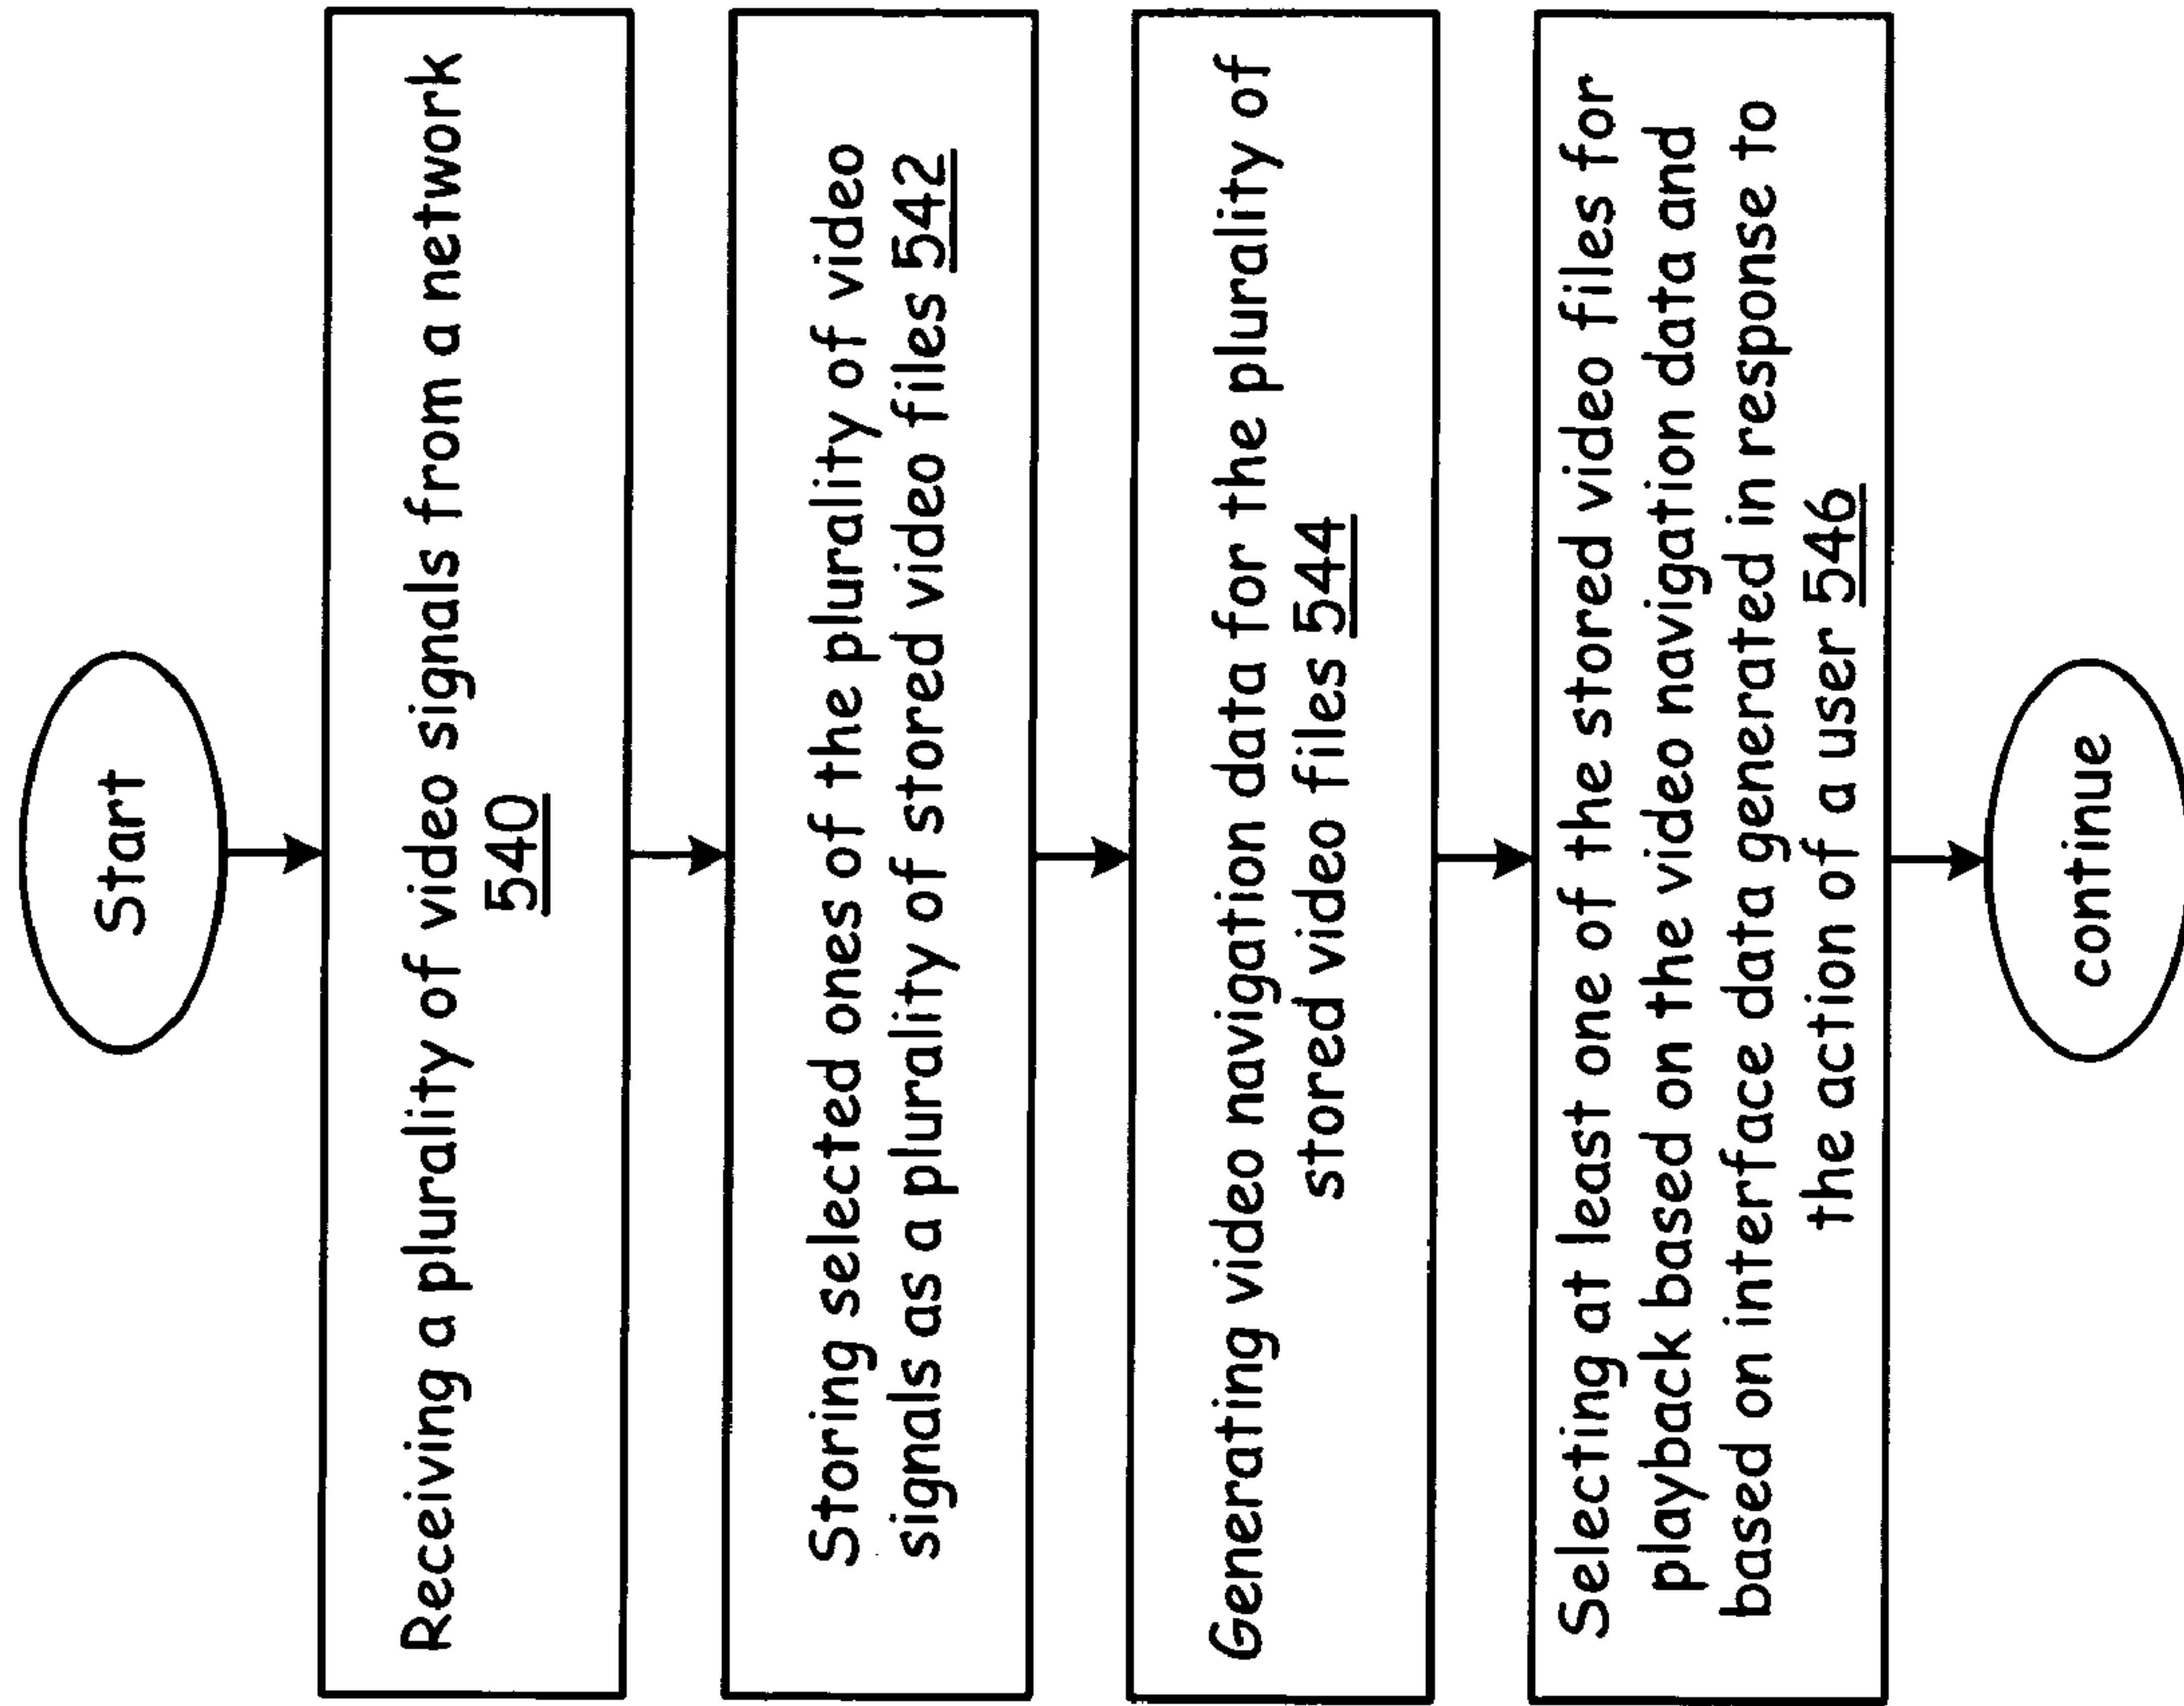 Start
Receiving a plurality of video signals from a network
540
Storing selected ones of the plurality of video
signals as a plurality of stored video files 542
Generating video navigation data for the plurality of
stored video files 544
Selecting at least one of the stored video files for
playback based on the video navigation data and
based on interface data generated in response to
the action of a user 546
continue